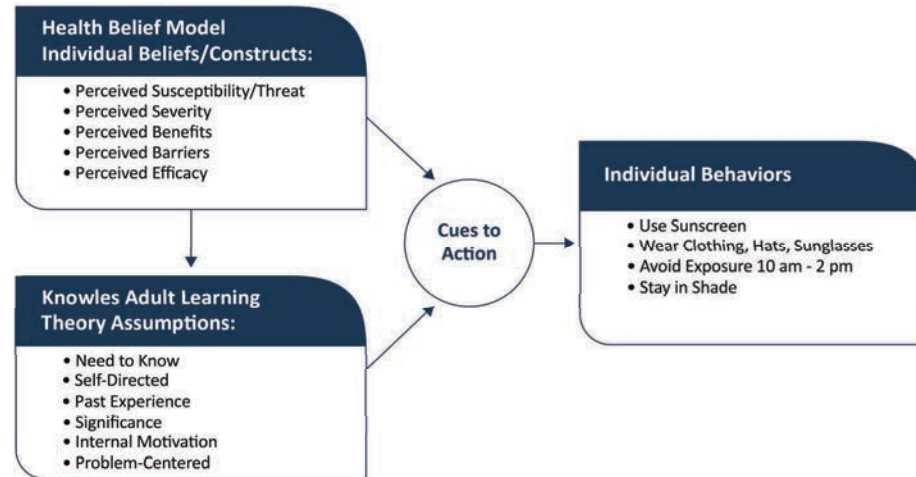 Health Belief Model
Individual Beliefs/Constructs:
• Perceived Susceptibility/Threat
• Perceived Severity
• Perceived Benefits
• Perceived Barriers
• Perceived Efficacy
Knowles Adult Learning
Theory Assumptions:
• Need to Know
• Self-Directed
• Past Experience
• Significance
• Internal Motivation
• Problem-Centered
Cues to
Action
Individual Behaviors
• Use Sunscreen
• Wear Clothing, Hats, Sunglasses
• Avoid Exposure 10 am - 2 pm
• Stay in Shade